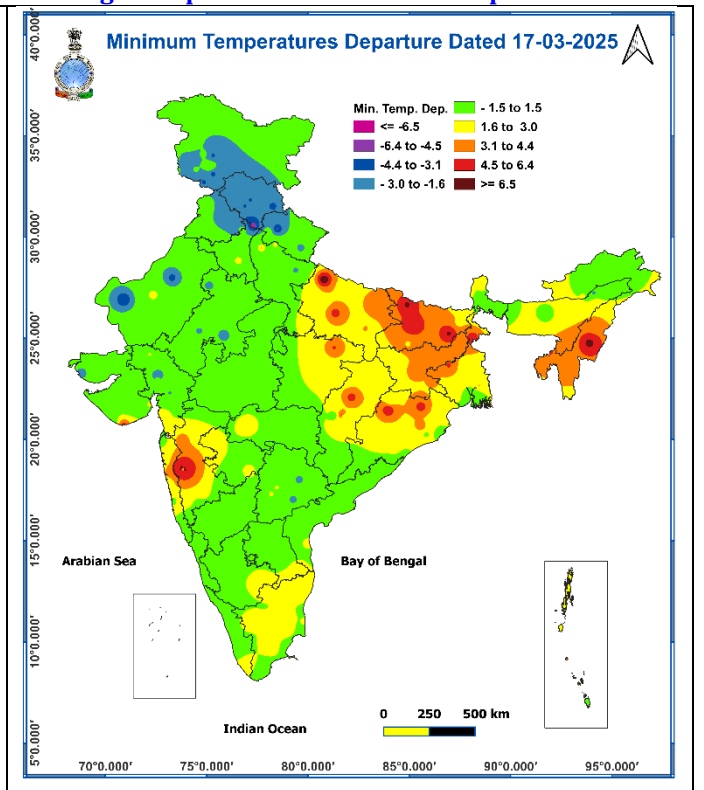 Minimum Temperatures Departure Dated 17-03-2025
Min. Temp. Dep.
<= -6.5
-6.4 to -4.5
-4.4 to -3.1
- 3.0 to -1.6
- 1.5 to 1.5
1.6 to 3.0
3.1 to 4.4
4.5 to 6.4
>= 6.5
40°0.000'
35°0.000'
30°0.000'
25°0.000'
20°0.000'
15°0.000'
10°0.000'
5°0.000'
Arabian Sea
Bay of Bengal
Indian Ocean
0 250 500 km
70°0.000' 75°0.000' 80°0.000' 85°0.000' 90°0.000' 95°0.000'